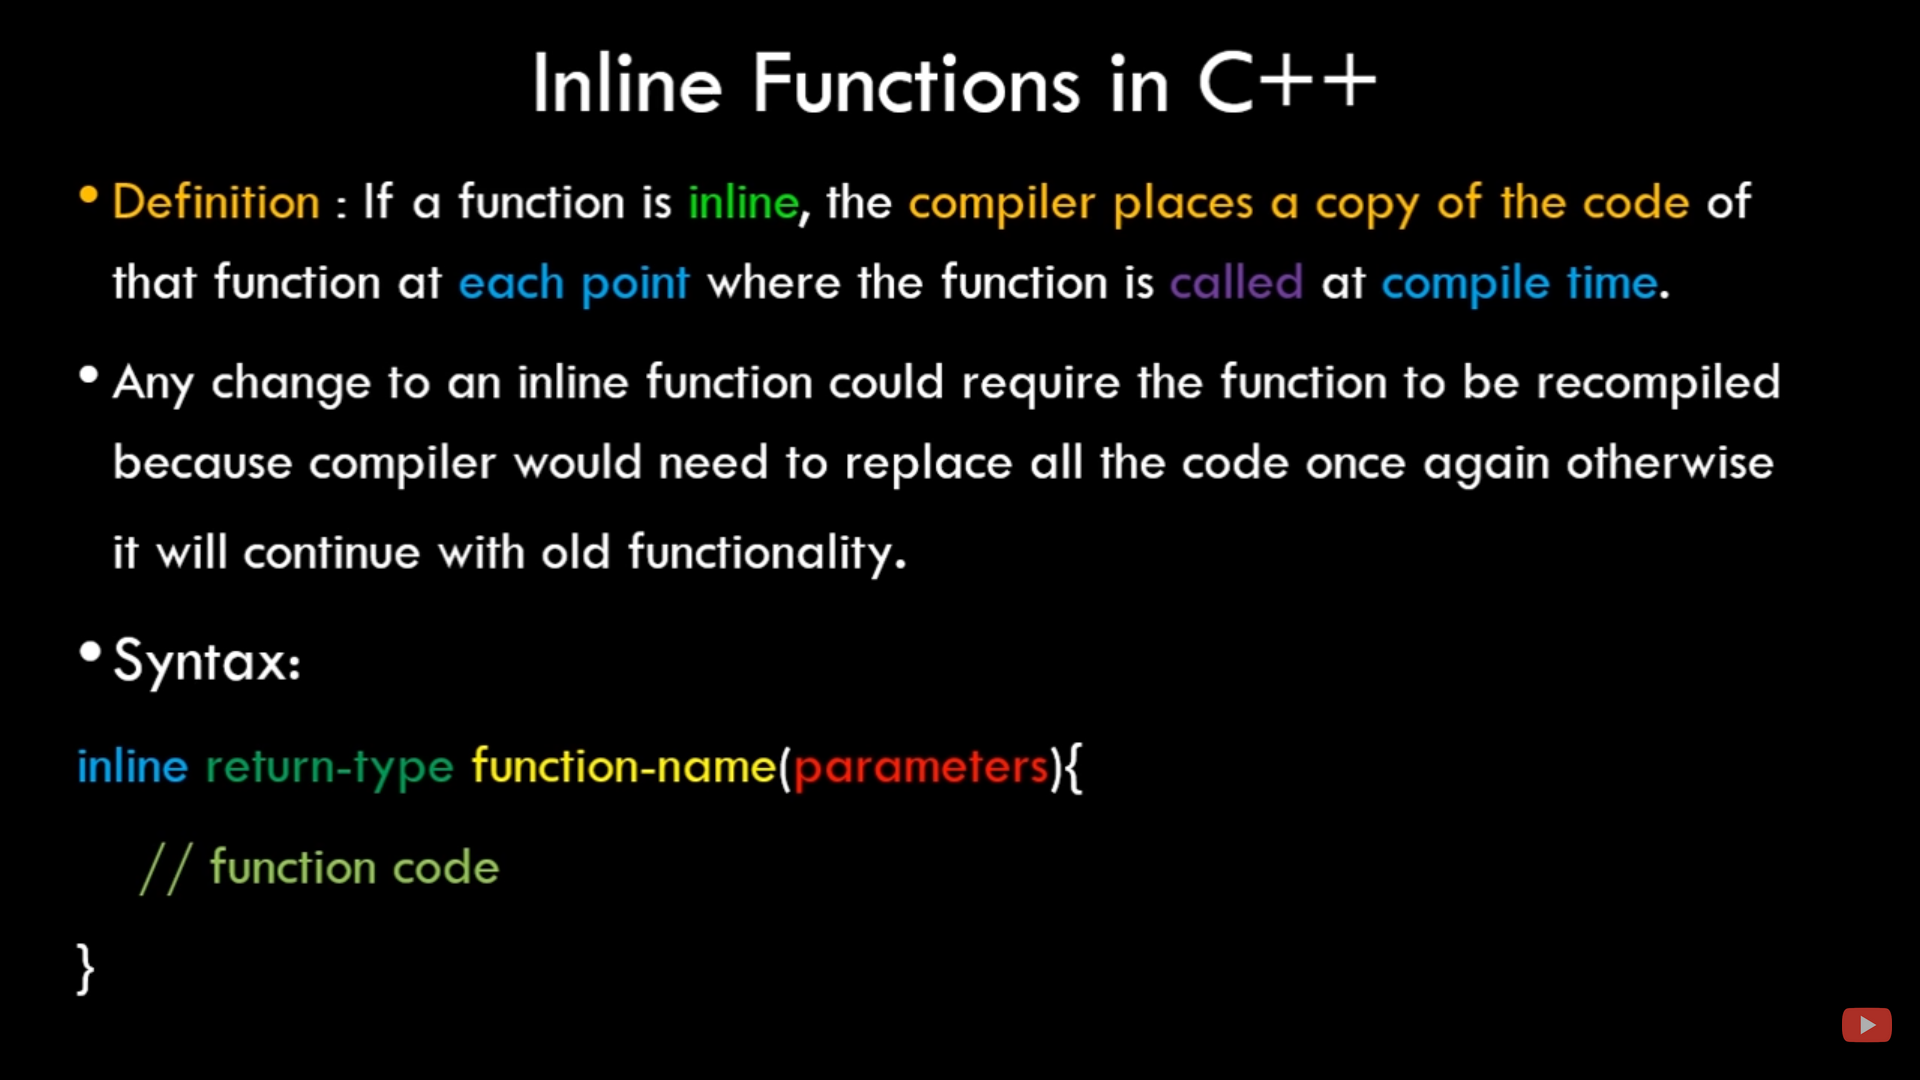 Inline Functions in C++
• Definition : If a function is inline, the compiler places a copy of the code of
that function at each point where the function is called at compile time.
• Any change to an inline function could require the function to be recompiled
because compiler would need to replace all the code once again otherwise
it will continue with old functionality.
• Syntax:
inline return-type function-name(parameters){
// function code
}